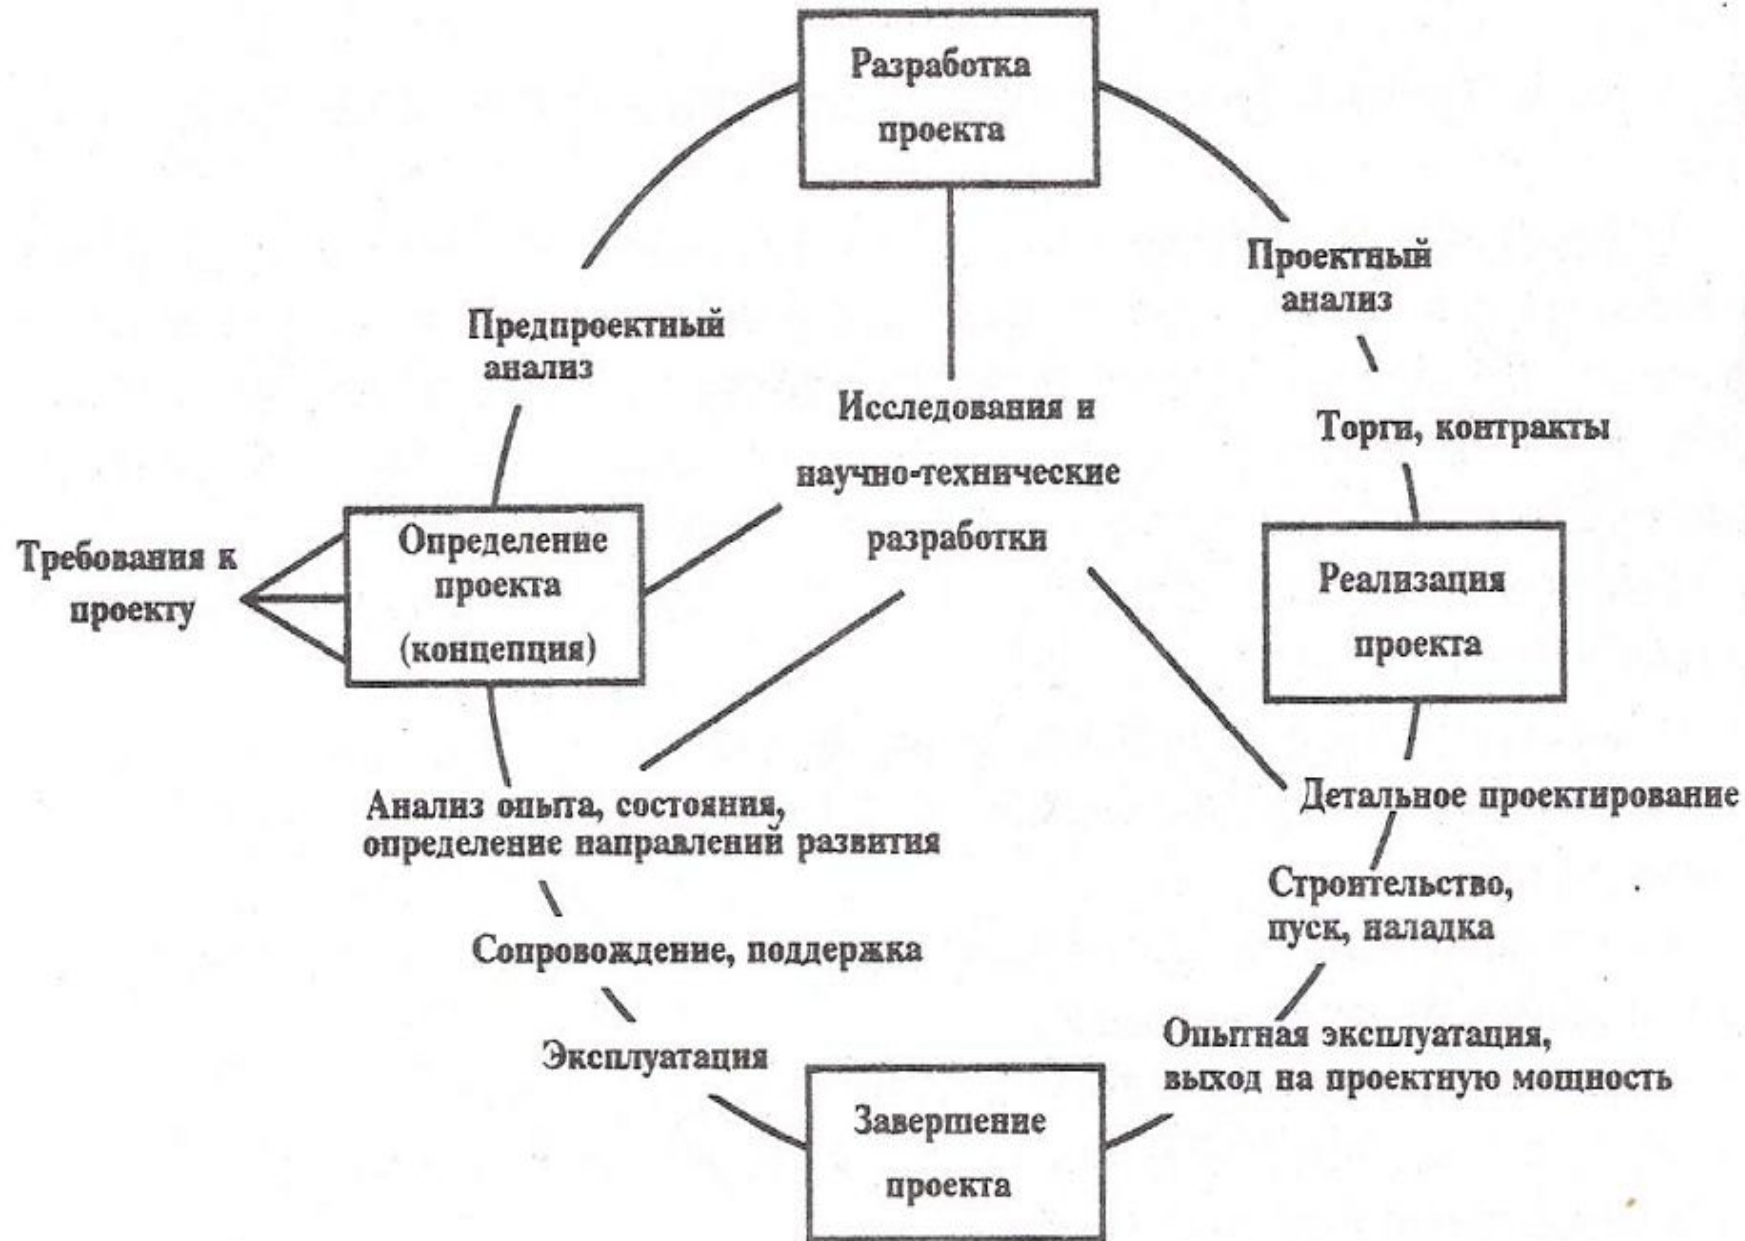 Разработка
проекта
Проектный
анализ
Предпроектный
анализ
Исследования и
научно-технические
разработки
Торги, контракты
Требования к
проекту
Определение
проекта
(концепция)
Реализация
проекта
Анализ опыта, состояния,
определение направлений развития
Детальное проектирование
Строительство,
пуск, наладка
Сопровождение, поддержка
Опытная эксплуатация,
выход на проектную мощность
Эксплуатация
Завершение
проекта